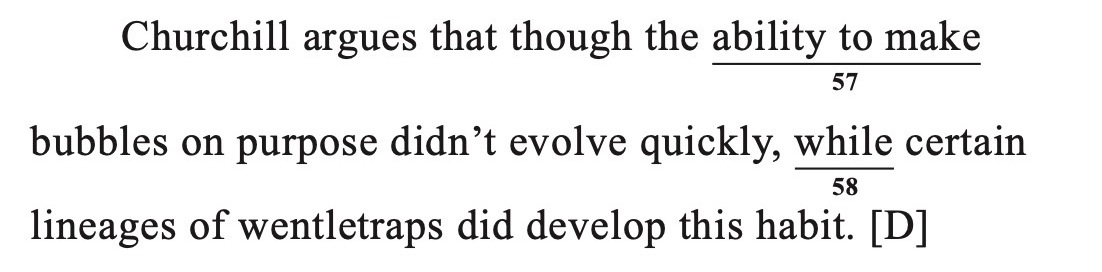 Churchill argues that though the ability to make
57
bubbles on purpose didn’t evolve quickly, while certain
58
lineages of wentletraps did develop this habit. [D]